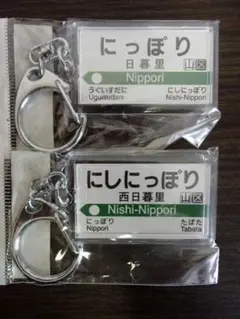 にっぽり
日暮里 山区
Nippori
うぐいすだに にしにっぽり
Uguisudani Nishi-Nippori
にしにっぽり
西日暮里 山区
Nishi-Nippori
にっぽり たばた
Nippori Tabata